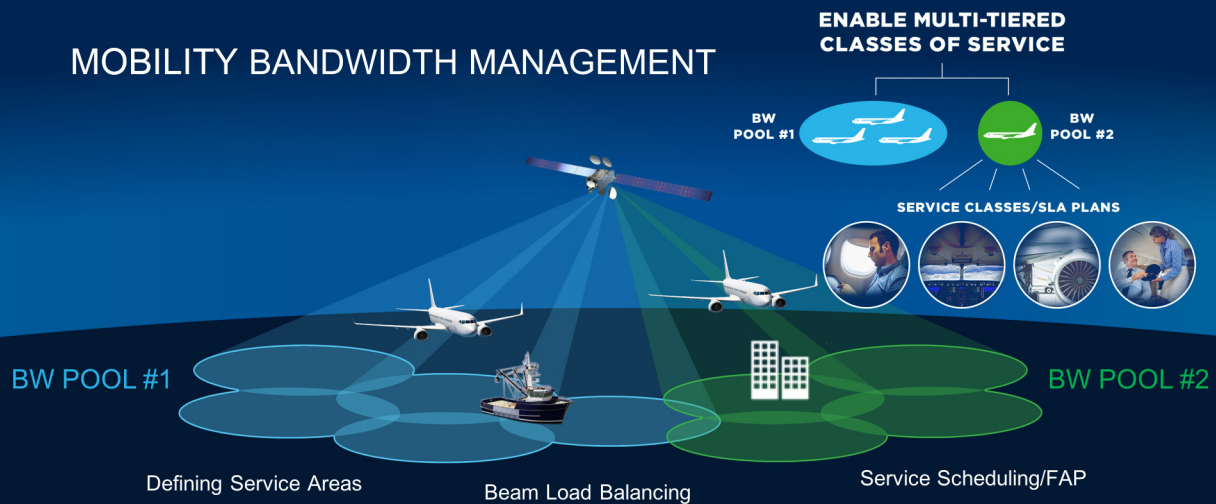 MOBILITY BANDWIDTH MANAGEMENT
ENABLE MULTI-TIERED
CLASSES OF SERVICE
BW
POOL #1
BW
POOL #2
SERVICE CLASSES/SLA PLANS
BW POOL #1
BW POOL #2
Defining Service Areas
Beam Load Balancing
Service Scheduling/FAP